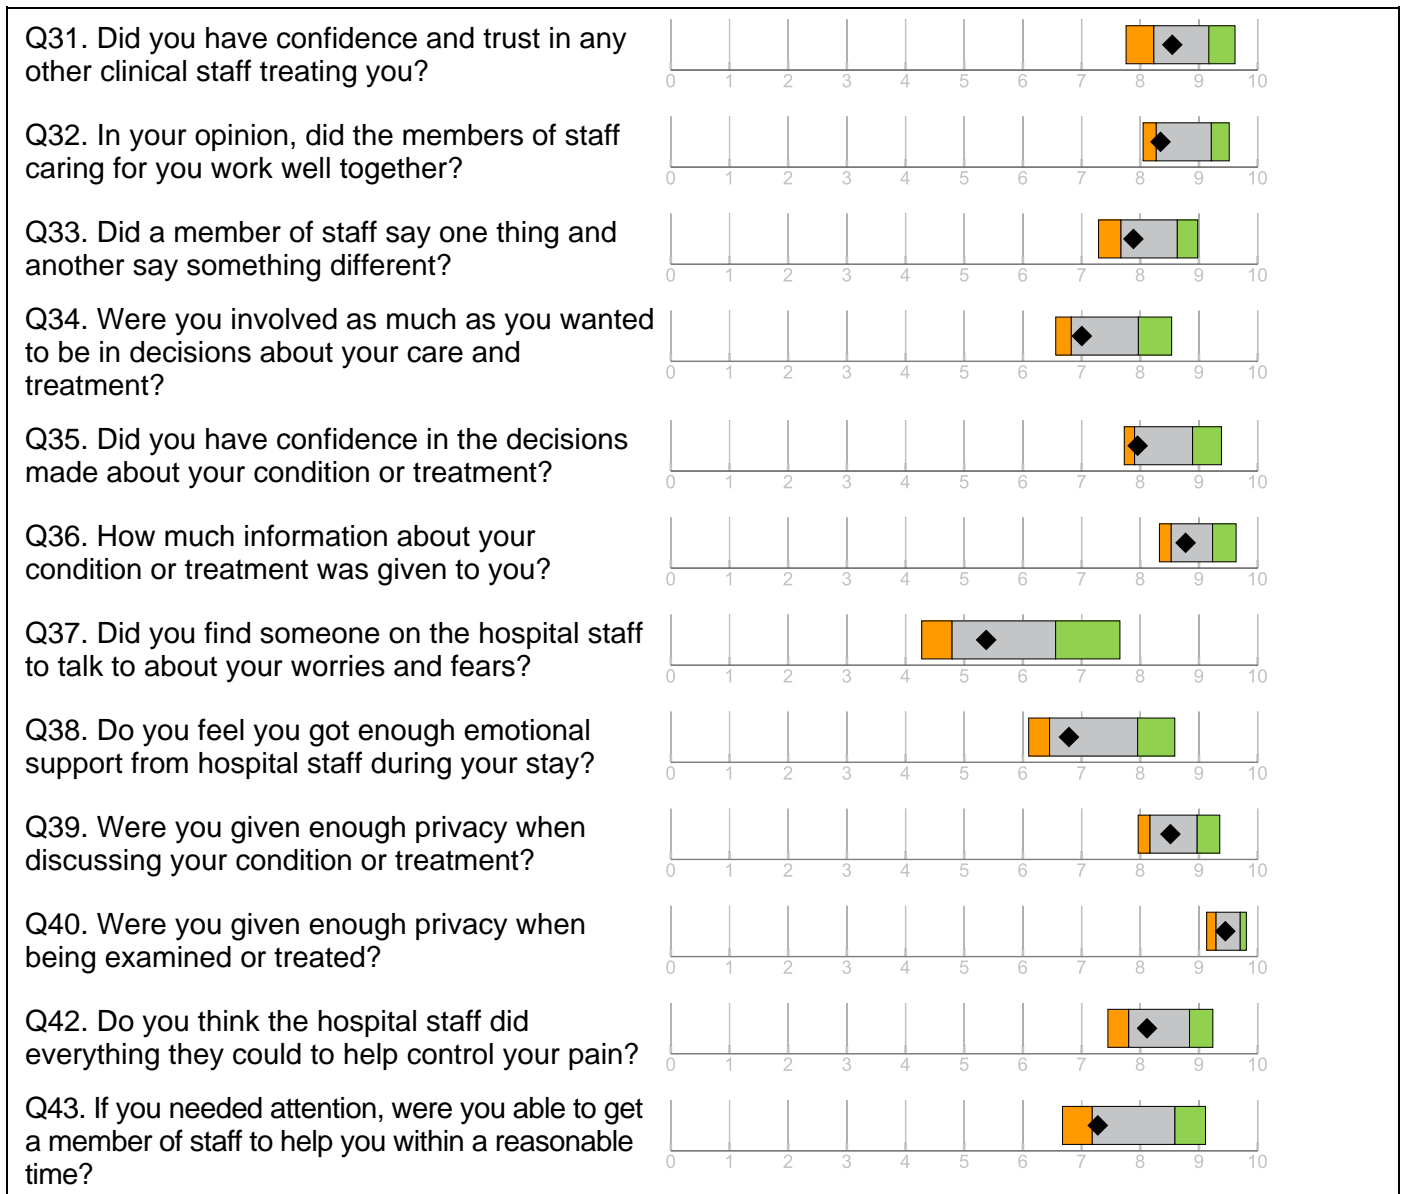 Q31. Did you have confidence and trust in any
other clinical staff treating you?
0 1 2 3 4 5 6 7 8 9 10
Q32. In your opinion, did the members of staff
caring for you work well together?
0 1 2 3 4 5 6 7 8 9 10
Q33. Did a member of staff say one thing and
another say something different?
0 1 2 3 4 5 6 7 8 9 10
Q34. Were you involved as much as you wanted
to be in decisions about your care and
treatment?
0 1 2 3 4 5 6 7 8 9 10
Q35. Did you have confidence in the decisions
made about your condition or treatment?
0 1 2 3 4 5 6 7 8 9 10
Q36. How much information about your
condition or treatment was given to you?
0 1 2 3 4 5 6 7 8 9 10
Q37. Did you find someone on the hospital staff
to talk to about your worries and fears?
0 1 2 3 4 5 6 7 8 9 10
Q38. Do you feel you got enough emotional
support from hospital staff during your stay?
0 1 2 3 4 5 6 7 8 9 10
Q39. Were you given enough privacy when
discussing your condition or treatment?
0 1 2 3 4 5 6 7 8 9 10
Q40. Were you given enough privacy when
being examined or treated?
0 1 2 3 4 5 6 7 8 9 10
Q42. Do you think the hospital staff did
everything they could to help control your pain?
0 1 2 3 4 5 6 7 8 9 10
Q43. If you needed attention, were you able to get
a member of staff to help you within a reasonable
time?
0 1 2 3 4 5 6 7 8 9 10